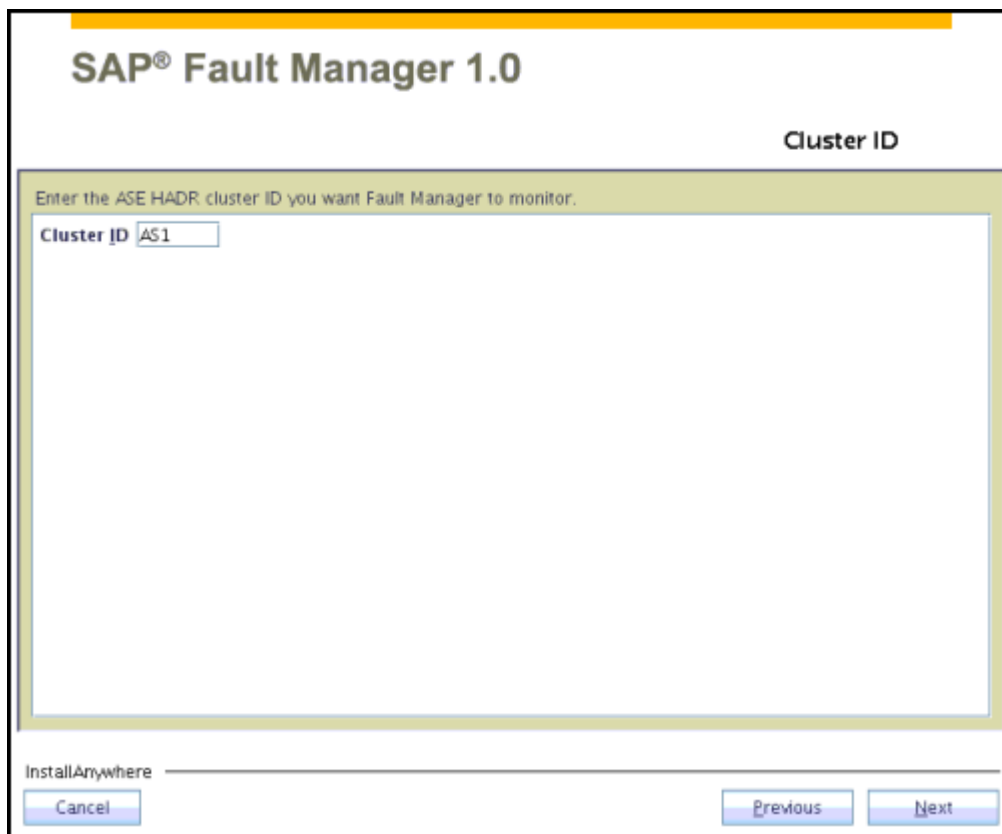 SAP® Fault Manager 1.0
Cluster ID
Enter the ASE HADR cluster ID you want Fault Manager to monitor.
Cluster ID AS1
InstallAnywhere
Cancel Previous Next